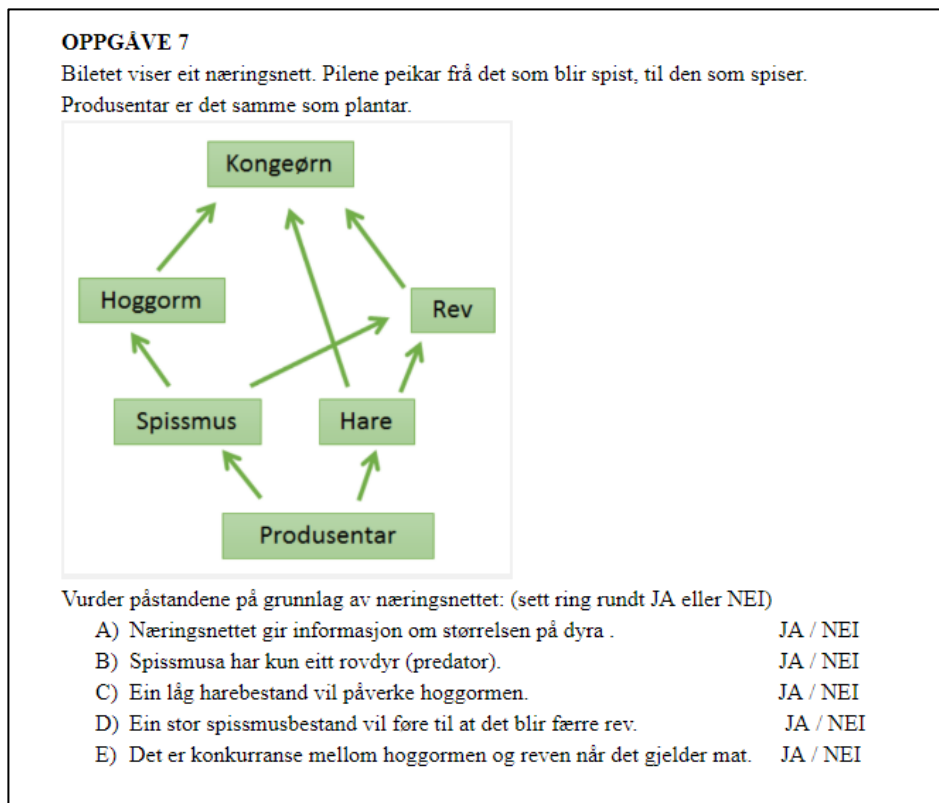 OPPGÅVE 7
Biletet viser eit næringsnett. Pilene peikar frå det som blir spist, til den som spiser.
Produsentar er det samme som plantar.
Kongeørn
Hoggorm
Rev
Spissmus
Hare
Produsentar
Vurder påstandene på grunnlag av næringsnettet: (sett ring rundt JA eller NEI)
A) Næringsnettet gir informasjon om størrelsen på dyra . JA / NEI
B) Spissmusa har kun eitt rovdyr (predator). JA / NEI
C) Ein låg harebestand vil påverke hoggormen. JA / NEI
D) Ein stor spissmusbestand vil føre til at det blir færre rev. JA / NEI
E) Det er konkurranse mellom hoggormen og reven når det gjelder mat. JA / NEI